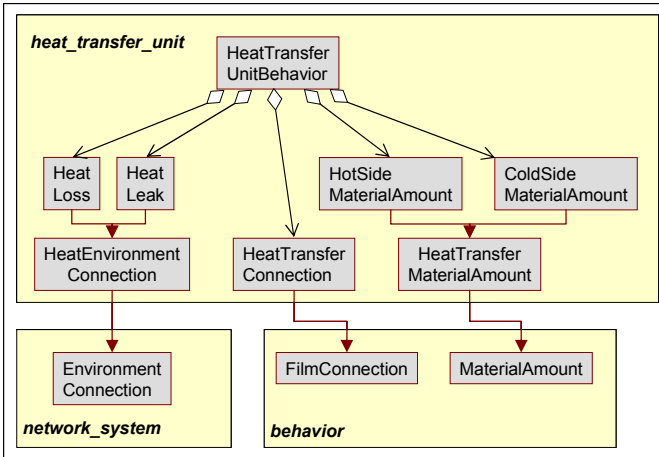 heat_transfer_unit
HeatTransfer
UnitBehavior
Heat
Loss
Heat
Leak
HotSide
MaterialAmount
ColdSide
MaterialAmount
HeatEnvironment
Connection
HeatTransfer
Connection
HeatTransfer
MaterialAmount
Environment
Connection
network_system
FilmConnection
MaterialAmount
behavior